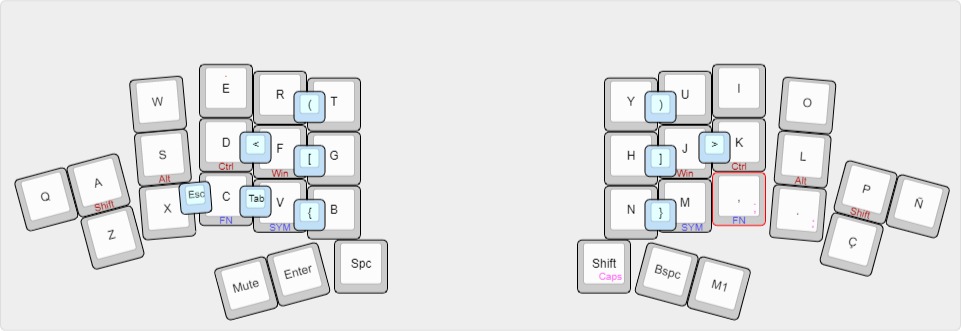 W
E
R
T
(
S
Alt
D
Ctrl
<
F
Win
G
[
Q
A
Shift
Z
X
Esc
C
FN
Tab
V
SYM
B
{
Mute
Enter
Spc
Y
)
U
I
O
H
]
J
Win
>
K
Ctrl
L
Alt
N
}
M
SYM
,
;
FN
.
:
P
Shift
Ñ
Ç
Shift
Caps
Bspc
M1